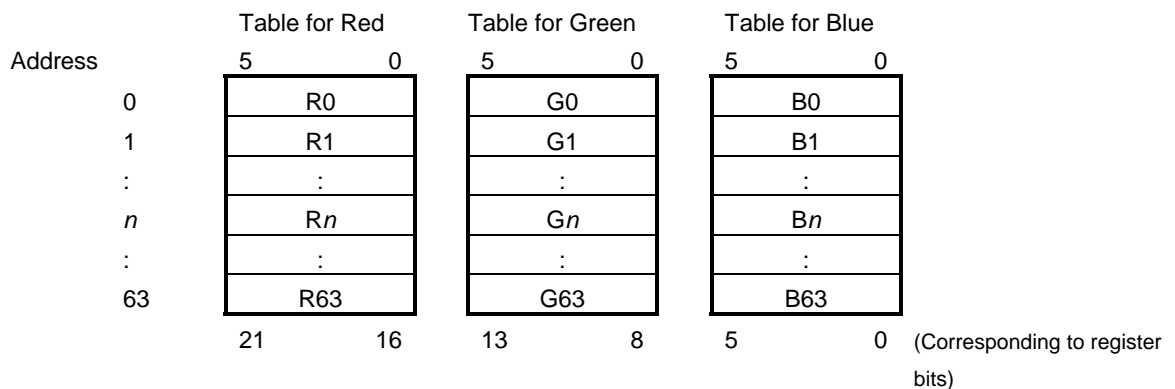 Table for Red Table for Green Table for Blue
Address 5 0 5 0 5 0
0 R0 G0 B0
1 R1 G1 B1
: : : :
n Rn Gn Bn
: : : :
63 R63 G63 B63
21 16 13 8 5 0 (Corresponding to register
bits)